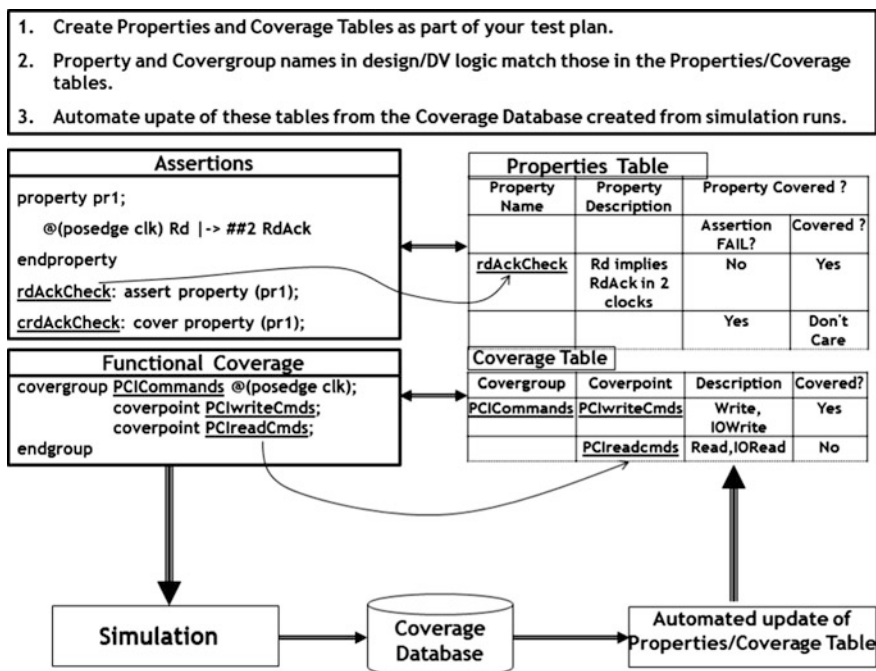 1. Create Properties and Coverage Tables as part of your test plan.
2. Property and Covergroup names in design/DV logic match those in the Properties/Coverage
tables.
3. Automate upate of these tables from the Coverage Database created from simulation runs.
Assertions
property pr1;
@(posedge clk) Rd |-> ##2 RdAck
endproperty
rdAckCheck: assert property (pr1);
crdAckCheck: cover property (pr1);
Properties Table
Property Name
Property Description
Property Covered ?
Assertion FAIL?
Covered ?
rdAckCheck
Rd implies RdAck in 2 clocks
No
Yes
Yes
Don't Care
Functional Coverage
covergroup PCICommands @(posedge clk);
coverpoint PCIwriteCmds;
coverpoint PCIreadCmds;
endgroup
Coverage Table
Covergroup
Coverpoint
Description
Covered?
PCICommands
PCIwriteCmds
Write, IOWrite
Yes
PCIreadcmds
Read,IORead
No
Simulation
Coverage
Database
Automated update of
Properties/Coverage Table